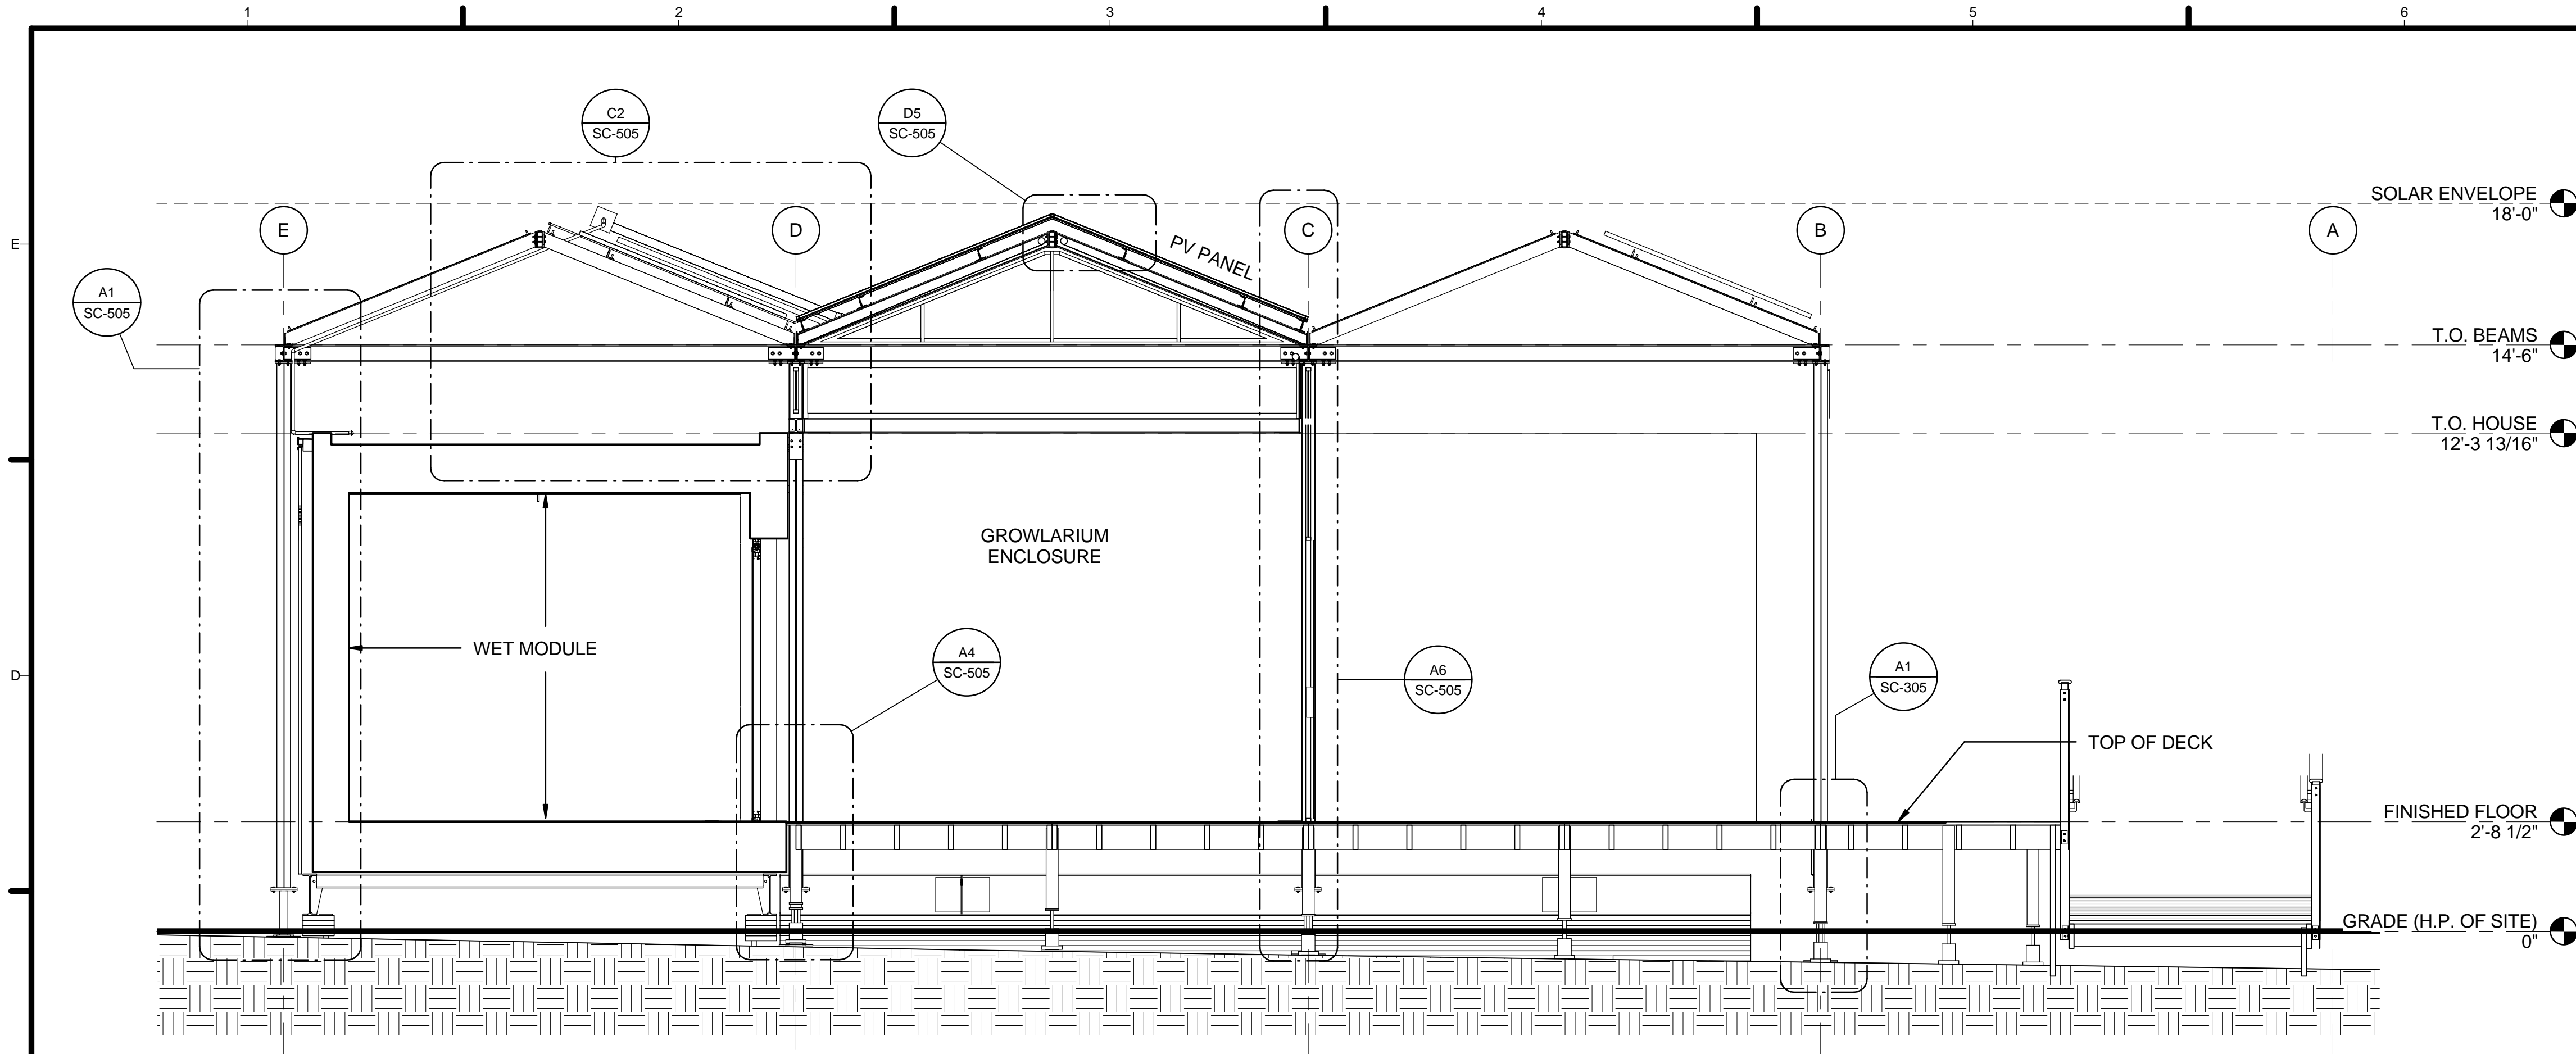 1 2 3 4 5 6
C2
SC-505
D5
SC-505
SOLAR ENVELOPE
18'-0"
E
E
D
C
B
A
PV PANEL
A1
SC-505
T.O. BEAMS
14'-6"
T.O. HOUSE
12'-3 13/16"
GROWLARIUM
ENCLOSURE
WET MODULE
A4
SC-505
A6
SC-505
A1
SC-305
D
TOP OF DECK
FINISHED FLOOR
2'-8 1/2"
GRADE (H.P. OF SITE)
0"